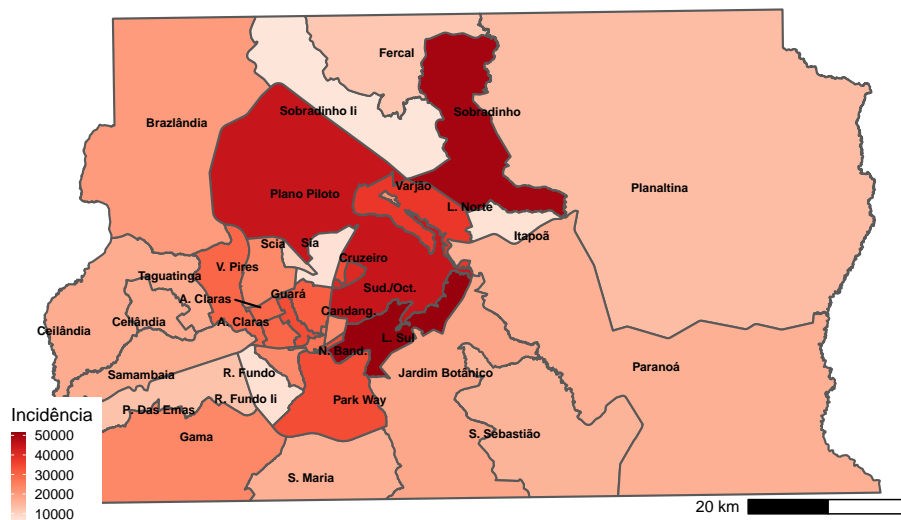 Fercal
Sobradinho Ii
Sobradinho
Brazlândia
Varjão
Plano Piloto
Planaltina
L. Norte
Itapoã
Scia
Sia
Cruzeiro
V. Pires
Taguatinga
Guará
Sud./Oct.
A. Claras
Candang.
Ceilândia
Ceilândia
A. Claras
L. Sul
N. Band.
Samambaia
R. Fundo
Jardim Botânico
Paranoá
R. Fundo Ii
Park Way
P. Das Emas
Gama
S. Sebastião
S. Maria
Incidência
50000
40000
30000
20000
10000
20 km